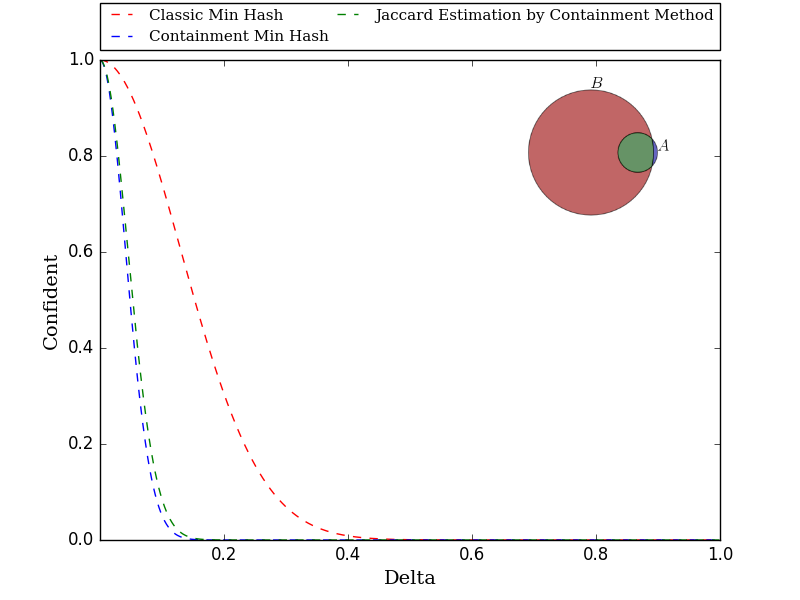 Classic Min Hash
Containment Min Hash
Jaccard Estimation by Containment Method
1.0
0.8
0.6
0.4
0.2
0.0
Confident
B
A
0.2 0.4 0.6 0.8 1.0
Delta